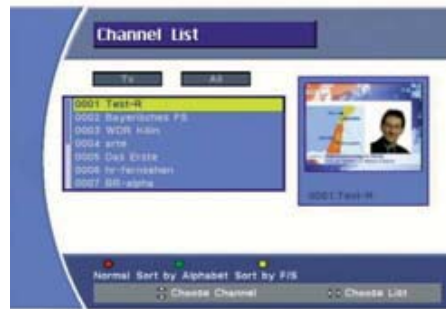 Channel List
Tv All
0001 Test-R
0002 Bayerisches FS
0003 WDR Köln
0004 arte
0005 Das Erste
0006 hr-fernsehen
0007 BR-alpha
0001 Test-R
Normal Sort by Alphabet Sort by F/S
Choose Channel Choose List